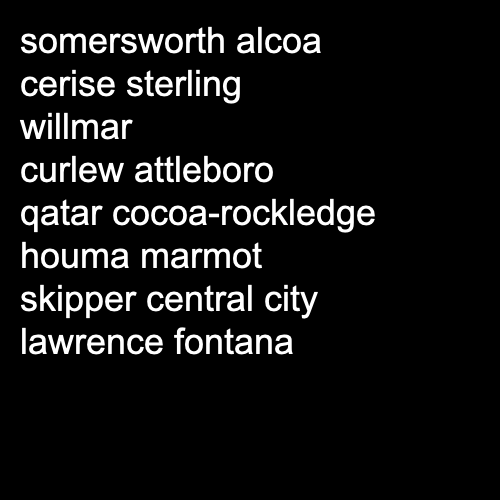 somersworth alcoa
cerise sterling
willmar
curlew attleboro
qatar cocoa-rockledge
houma marmot
skipper central city
lawrence fontana